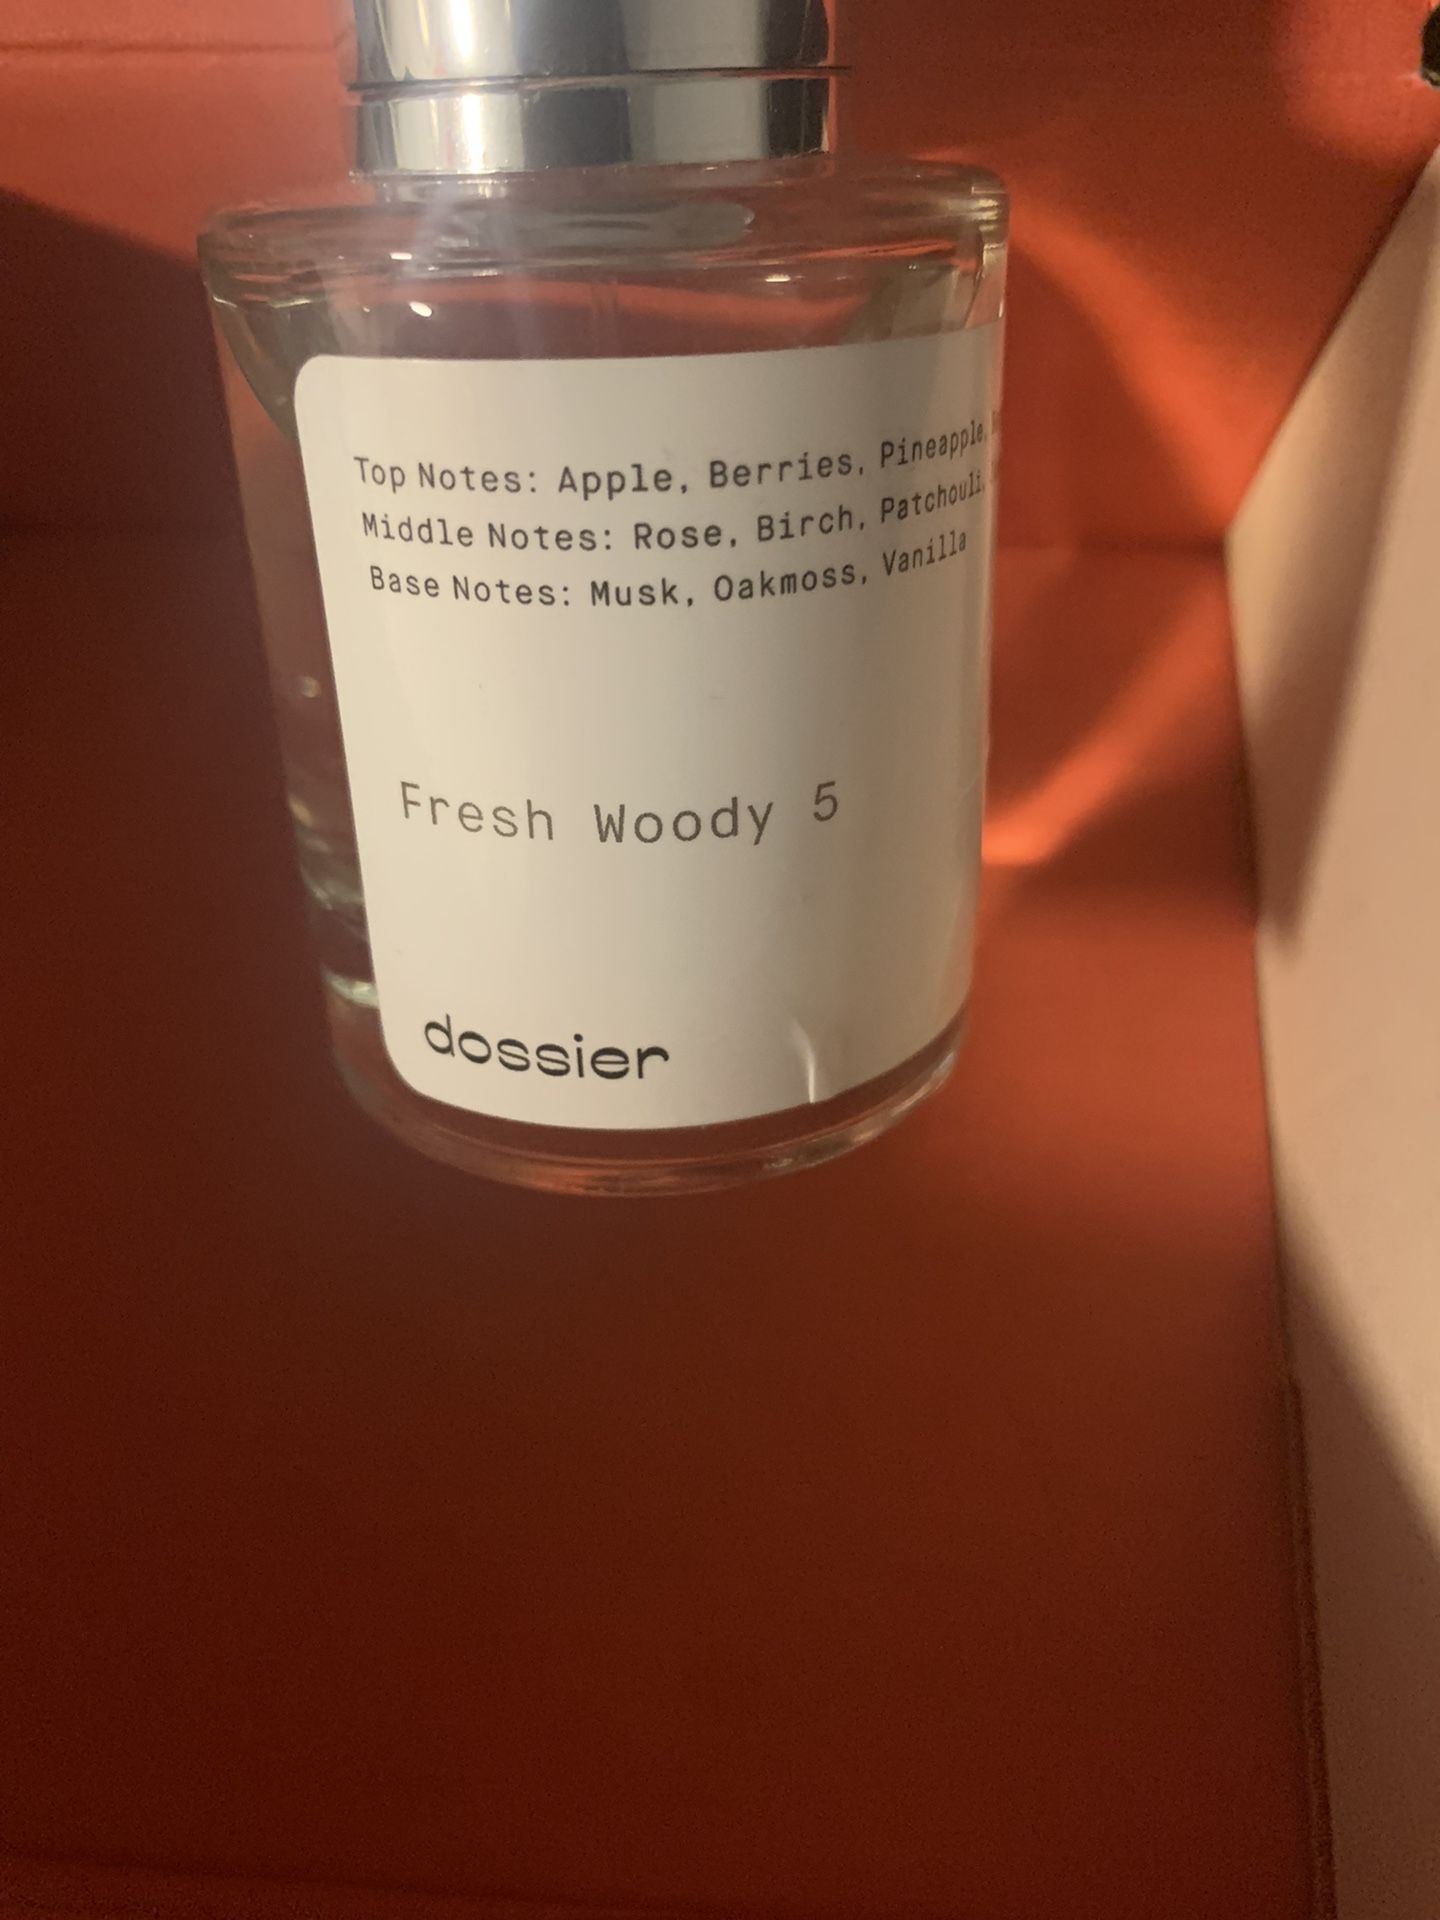 Top Notes: Apple, Berries, Pineapple,
Middle Notes: Rose, Birch, Patchouli,
Base Notes: Musk, Oakmoss, Vanilla
Fresh Woody 5
dossier